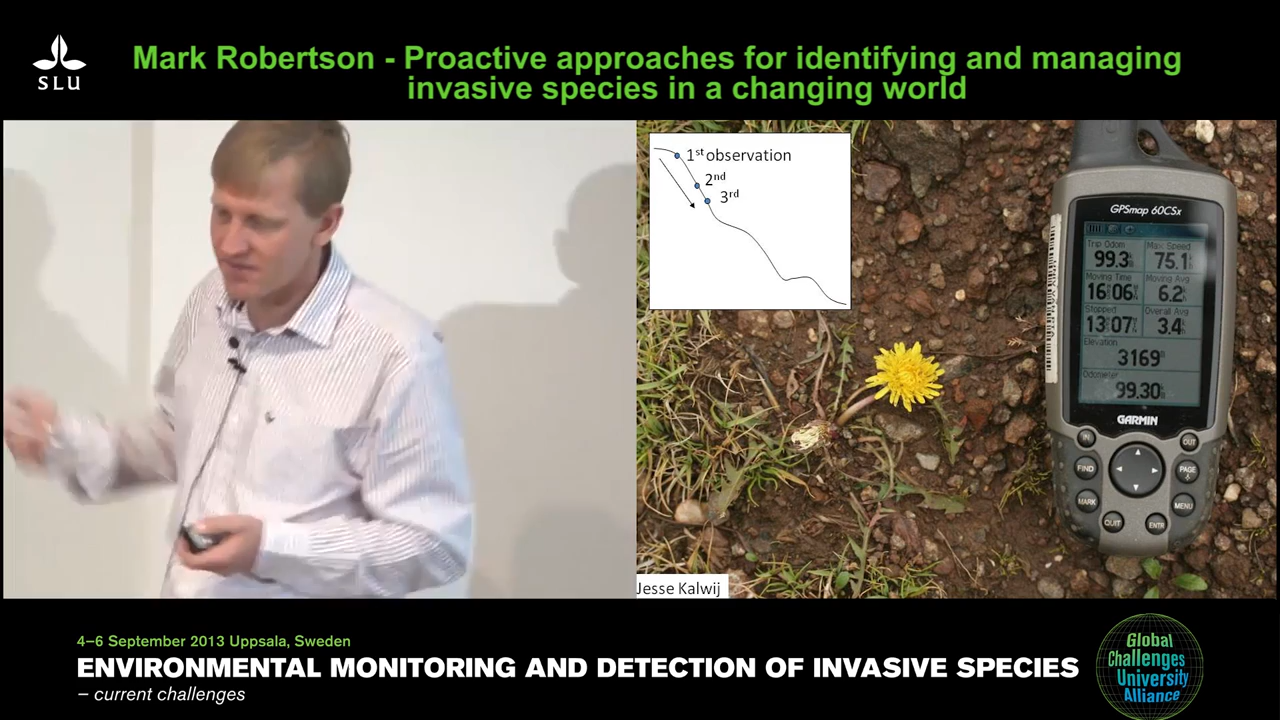 SLU
Mark Robertson - Proactive approaches for identifying and managing
invasive species in a changing world
1st observation
2nd
3rd
GPSmap 60CSx
Trip Odom
Max Speed
99.3
75.1
Moving Time
Moving Avg
16:06
6.2
Stopped
Overall Avg
13:07
3.4
Elevation
3169
Odometer
99.30
GARMIN
IN
OUT
FIND
PAGE
MARK
MENU
QUIT
ENTR
Jesse Kalwij
4–6 September 2013 Uppsala, Sweden
ENVIRONMENTAL MONITORING AND DETECTION OF INVASIVE SPECIES
– current challenges
Global
Challenges
University
Alliance